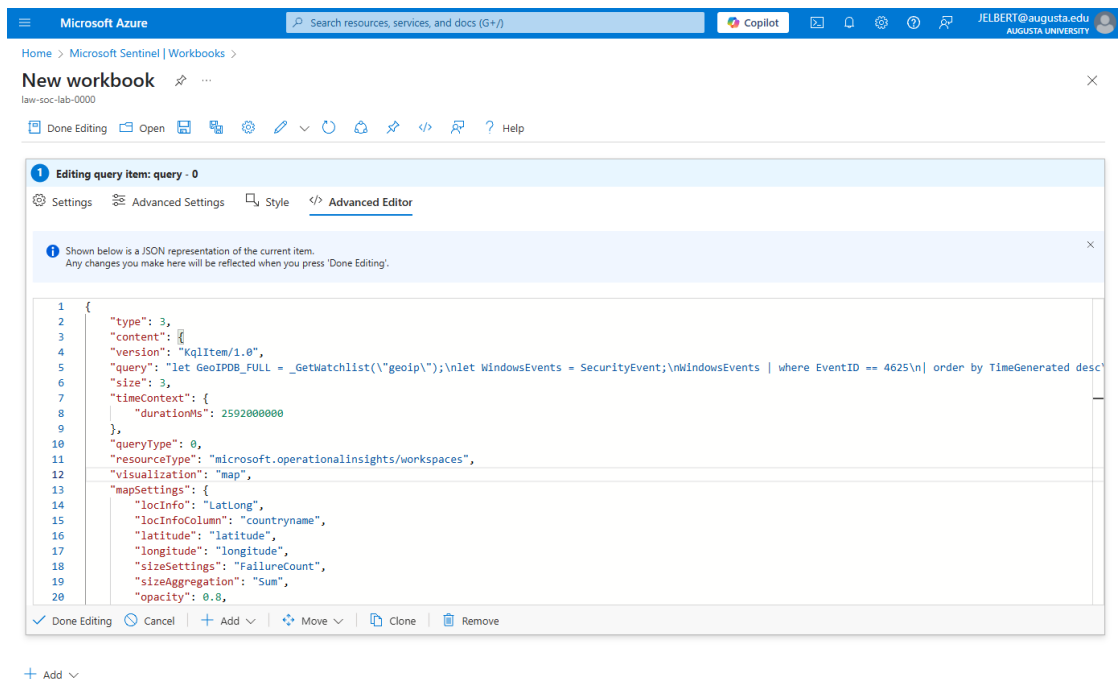 Microsoft Azure
Search resources, services, and docs (G+/)
Copilot
JELBERT@augusta.edu
AUGUSTA UNIVERSITY
Home > Microsoft Sentinel | Workbooks >
New workbook
law-soc-lab-0000
Done Editing Open Help
1 Editing query item: query - 0
Settings Advanced Settings Style </> Advanced Editor
Shown below is a JSON representation of the current item.
Any changes you make here will be reflected when you press 'Done Editing'.
1 {
2 "type": 3,
3 "content": {
4 "version": "KqlItem/1.0",
5 "query": "let GeoIPDB_FULL = _GetWatchlist(\"geoip\");\nlet WindowsEvents = SecurityEvent;\nWindowsEvents | where EventID == 4625\n| order by TimeGenerated desc\
6 "size": 3,
7 "timeContext": {
8 "durationMs": 2592000000
9 },
10 "queryType": 0,
11 "resourceType": "microsoft.operationalinsights/workspaces",
12 "visualization": "map",
13 "mapSettings": {
14 "locInfo": "LatLong",
15 "locInfoColumn": "countryname",
16 "latitude": "latitude",
17 "longitude": "longitude",
18 "sizeSettings": "FailureCount",
19 "sizeAggregation": "Sum",
20 "opacity": 0.8,
Done Editing Cancel + Add Move Clone Remove
+ Add